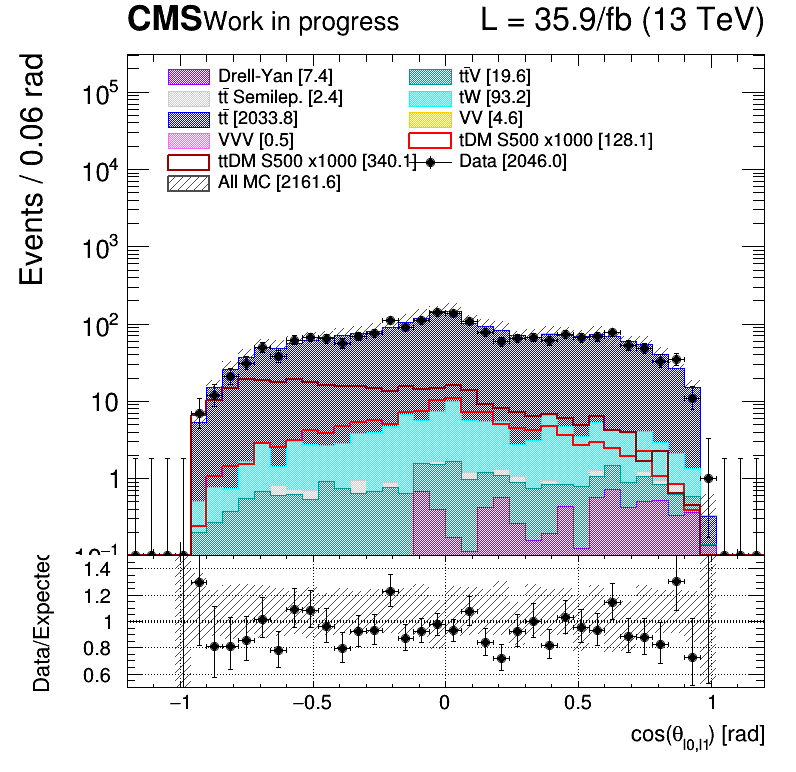 CMS Work in progress L = 35.9/fb (13 TeV)
Events / 0.06 rad
Drell-Yan [7.4] tt̄V [19.6]
tt̄ Semilep. [2.4] tW [93.2]
tt̄ [2033.8] VV [4.6]
VVV [0.5] tDM S500 x1000 [128.1]
ttDM S500 x1000 [340.1] Data [2046.0]
All MC [2161.6]
10⁵
10⁴
10³
10²
10
1
10⁻¹
Data/Expected
1.4
1.2
1
0.8
0.6
−1 −0.5 0 0.5 1
cos(θ_{l0,l1}) [rad]